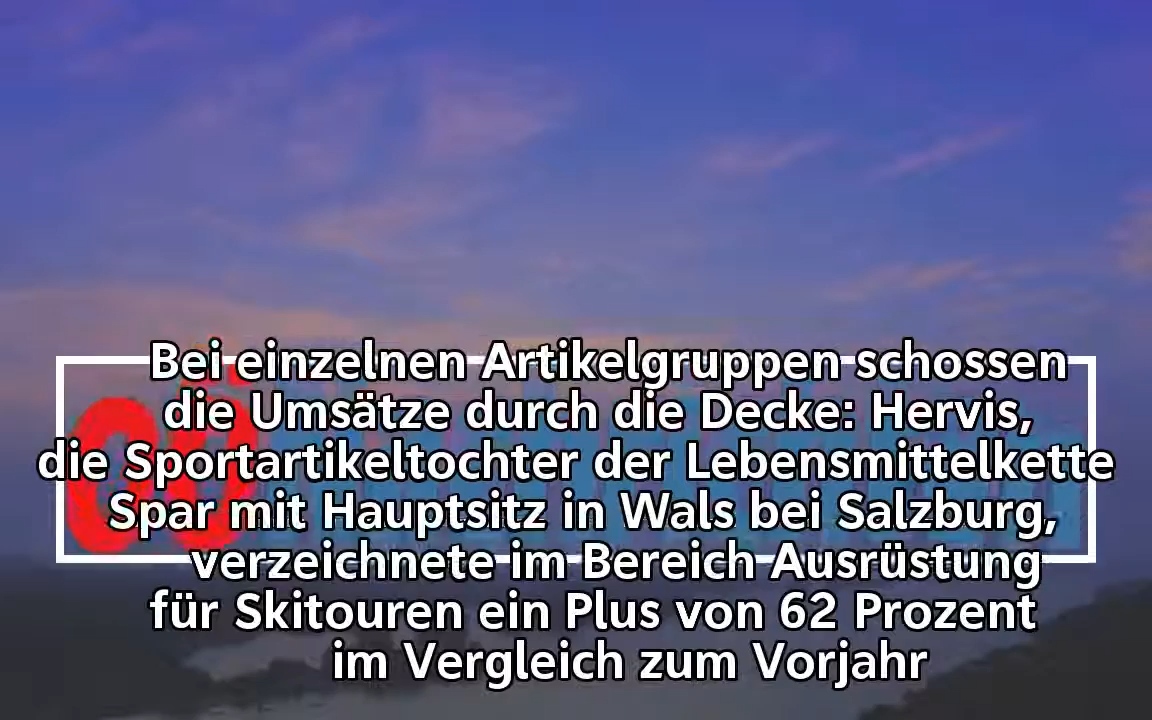 Bei einzelnen Artikelgruppen schossen
die Umsätze durch die Decke: Hervis,
die Sportartikeltochter der Lebensmittelkette
Spar mit Hauptsitz in Wals bei Salzburg,
verzeichnete im Bereich Ausrüstung
für Skitouren ein Plus von 62 Prozent
im Vergleich zum Vorjahr